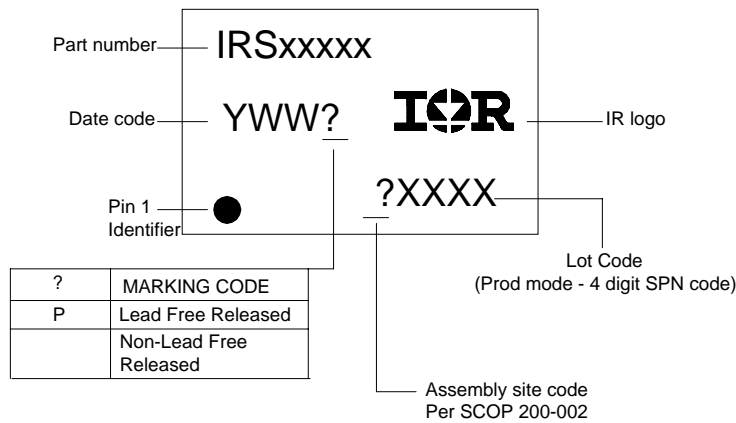 Part number
IRSxxxxx
Date code
YWW?
IOR
IR logo
Pin 1
Identifier
?XXXX
Lot Code
(Prod mode - 4 digit SPN code)
? MARKING CODE
P Lead Free Released
Non-Lead Free
Released
Assembly site code
Per SCOP 200-002